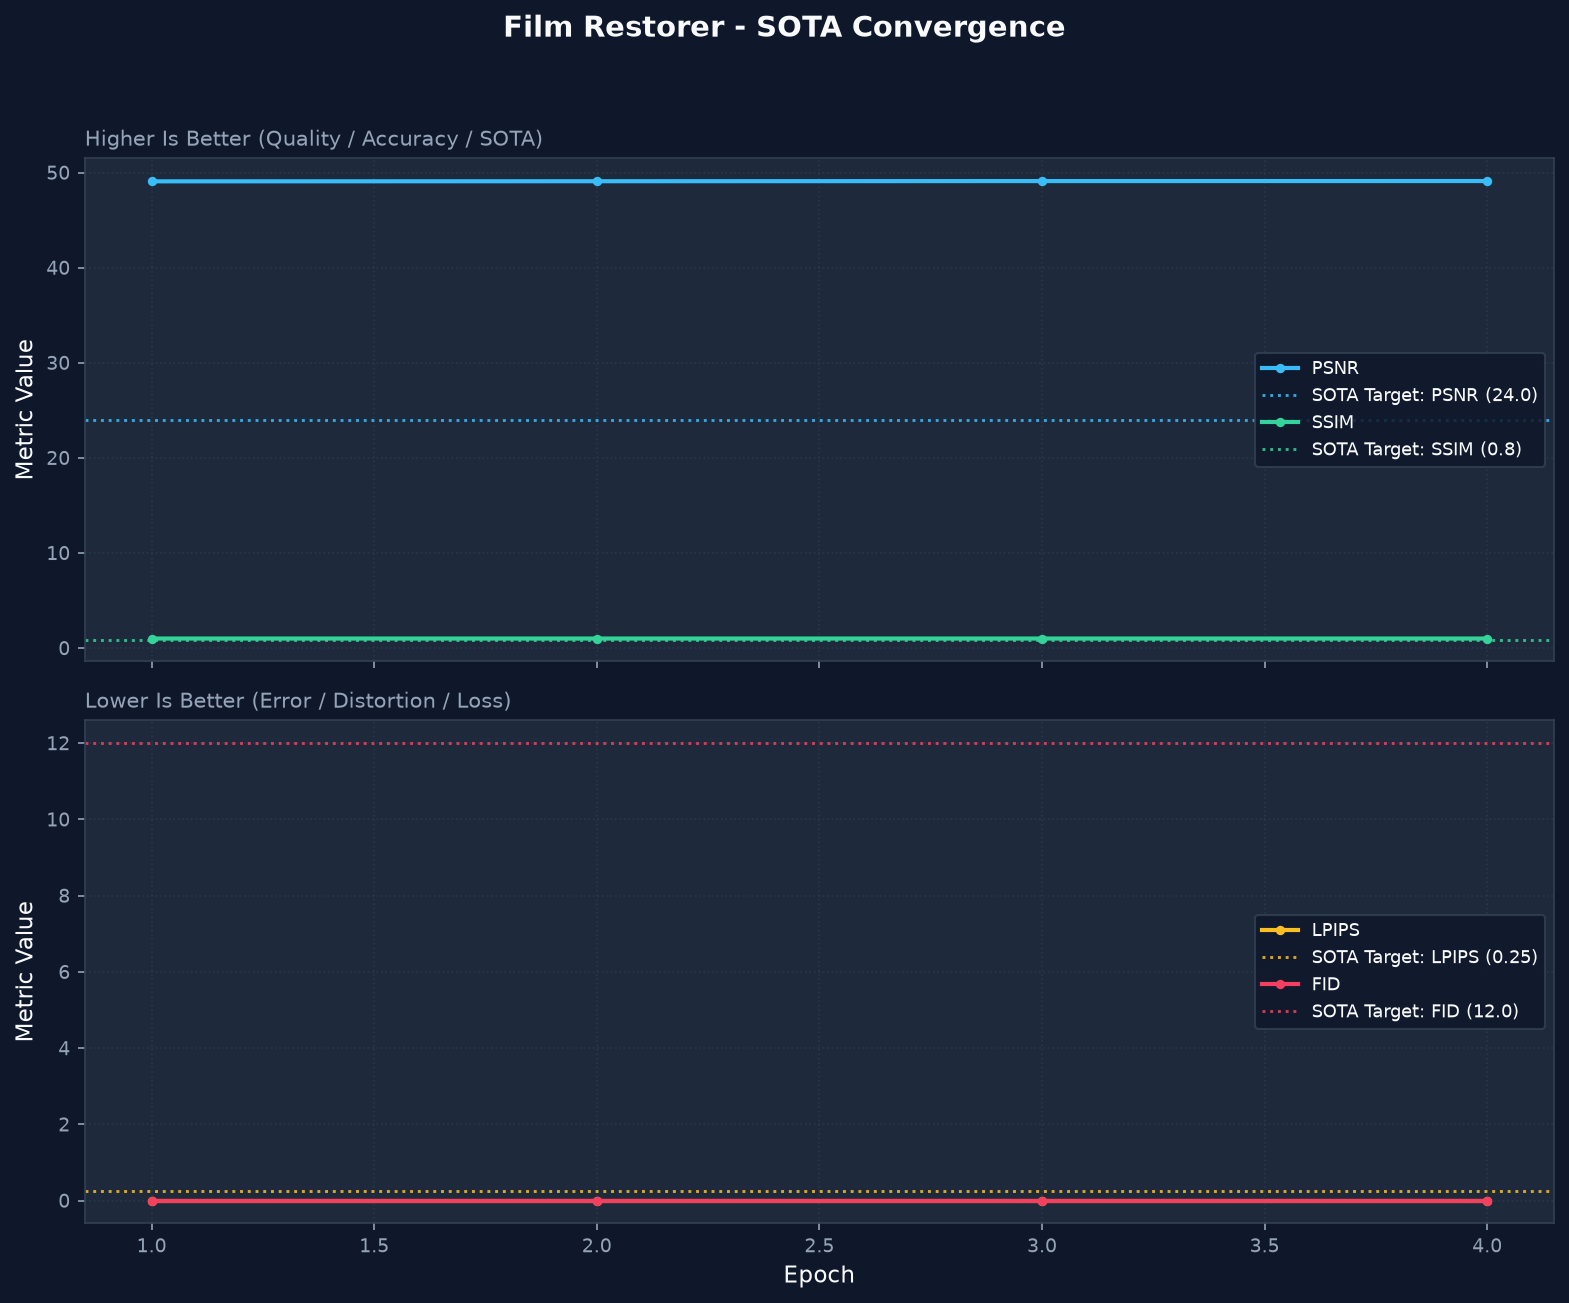 Film Restorer - SOTA Convergence
Higher Is Better (Quality / Accuracy / SOTA)
Metric Value
50
40
30
20
10
0
PSNR
SOTA Target: PSNR (24.0)
SSIM
SOTA Target: SSIM (0.8)
Lower Is Better (Error / Distortion / Loss)
Metric Value
12
10
8
6
4
2
0
LPIPS
SOTA Target: LPIPS (0.25)
FID
SOTA Target: FID (12.0)
1.0 1.5 2.0 2.5 3.0 3.5 4.0
Epoch